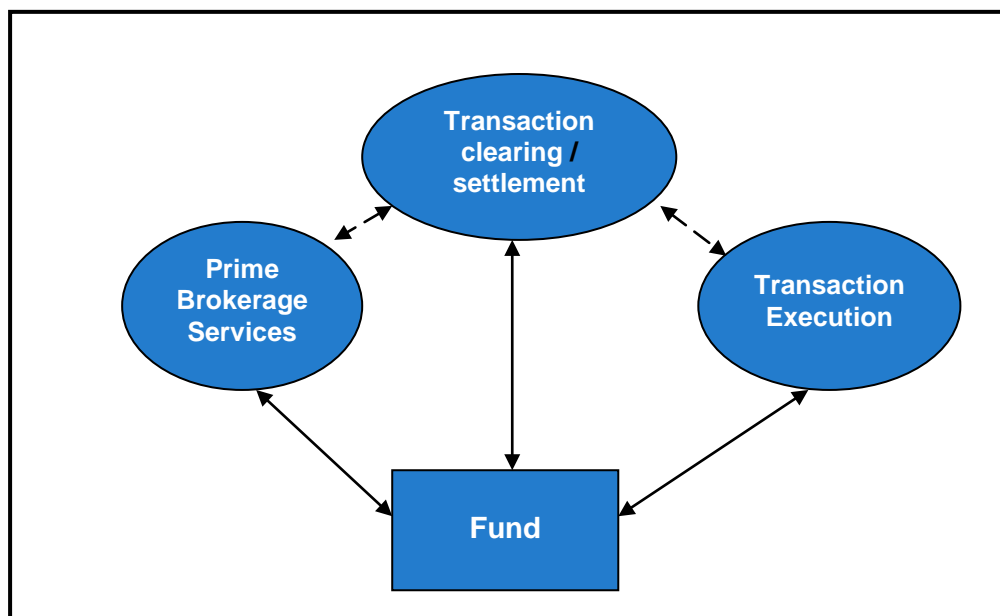 Transaction
clearing /
settlement
Prime
Brokerage
Services
Transaction
Execution
Fund